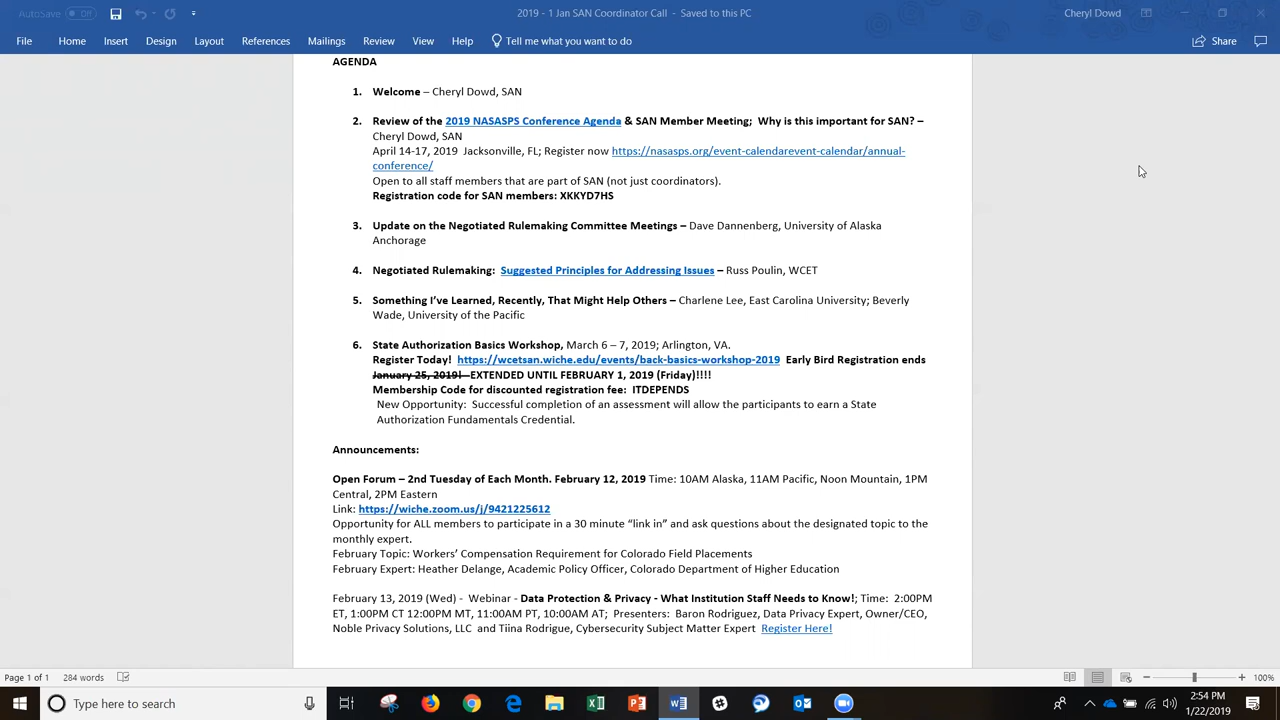 AutoSave Off
2019 - 1 Jan SAN Coordinator Call - Saved to this PC
Cheryl Dowd
File Home Insert Design Layout References Mailings Review View Help Tell me what you want to do Share
AGENDA
1. Welcome – Cheryl Dowd, SAN
2. Review of the 2019 NASASPS Conference Agenda & SAN Member Meeting; Why is this important for SAN? –
Cheryl Dowd, SAN
April 14-17, 2019 Jacksonville, FL; Register now https://nasasps.org/event-calendarevent-calendar/annual-
conference/
Open to all staff members that are part of SAN (not just coordinators).
Registration code for SAN members: XKKYD7HS
3. Update on the Negotiated Rulemaking Committee Meetings – Dave Dannenberg, University of Alaska
Anchorage
4. Negotiated Rulemaking: Suggested Principles for Addressing Issues – Russ Poulin, WCET
5. Something I've Learned, Recently, That Might Help Others – Charlene Lee, East Carolina University; Beverly
Wade, University of the Pacific
6. State Authorization Basics Workshop, March 6 – 7, 2019; Arlington, VA.
Register Today! https://wcetsan.wiche.edu/events/back-basics-workshop-2019 Early Bird Registration ends
January 25, 2019! EXTENDED UNTIL FEBRUARY 1, 2019 (Friday)!!!!
Membership Code for discounted registration fee: ITDEPENDS
New Opportunity: Successful completion of an assessment will allow the participants to earn a State
Authorization Fundamentals Credential.
Announcements:
Open Forum – 2nd Tuesday of Each Month. February 12, 2019 Time: 10AM Alaska, 11AM Pacific, Noon Mountain, 1PM
Central, 2PM Eastern
Link: https://wiche.zoom.us/j/9421225612
Opportunity for ALL members to participate in a 30 minute “link in” and ask questions about the designated topic to the
monthly expert.
February Topic: Workers’ Compensation Requirement for Colorado Field Placements
February Expert: Heather Delange, Academic Policy Officer, Colorado Department of Higher Education
February 13, 2019 (Wed) - Webinar - Data Protection & Privacy - What Institution Staff Needs to Know!; Time: 2:00PM
ET, 1:00PM CT 12:00PM MT, 11:00AM PT, 10:00AM AT; Presenters: Baron Rodriguez, Data Privacy Expert, Owner/CEO,
Noble Privacy Solutions, LLC and Tiina Rodrigue, Cybersecurity Subject Matter Expert Register Here!
Page 1 of 1 284 words 100%
Type here to search
2:54 PM
1/22/2019